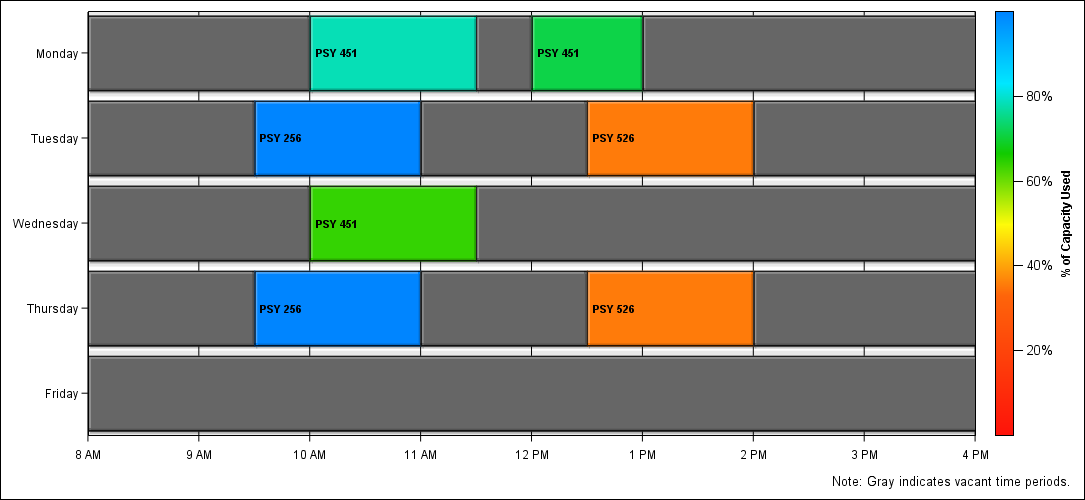 Monday
PSY 451
PSY 451
Tuesday
PSY 256
PSY 526
Wednesday
PSY 451
Thursday
PSY 256
PSY 526
Friday
8 AM
9 AM
10 AM
11 AM
12 PM
1 PM
2 PM
3 PM
4 PM
80%
60%
40%
20%
% of Capacity Used
Note: Gray indicates vacant time periods.